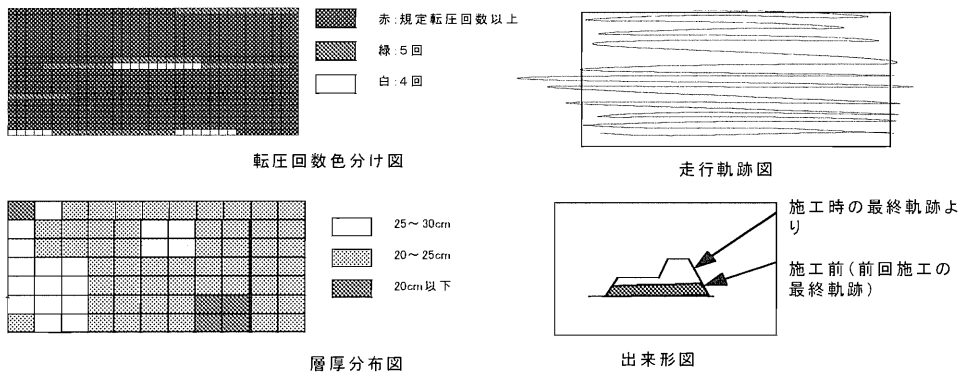 赤:規定転圧回数以上
緑:5回
白:4回
転圧回数色分け図
走行軌跡図
25～30cm
20～25cm
20cm以下
層厚分布図
施工時の最終軌跡よ
り
施工前(前回施工の
最終軌跡)
出来形図